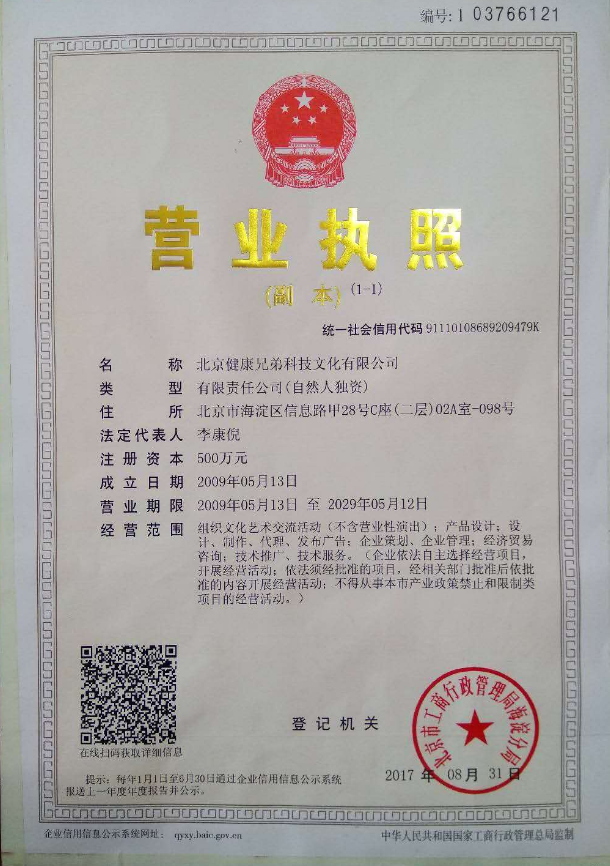 编号:1 03766121
营业执照
(副 本) (1-1)
统一社会信用代码 91110108689209479K
名 称 北京健康兄弟科技文化有限公司
类 型 有限责任公司(自然人独资)
住 所 北京市海淀区信息路甲28号C座(二层)02A室-098号
法定代表人 李康倪
注册资本 500万元
成立日期 2009年05月13日
营业期限 2009年05月13日 至 2029年05月12日
经营范围 组织文化艺术交流活动(不含营业性演出);产品设计;设
计、制作、代理、发布广告;企业策划、企业管理;经济贸易
咨询;技术推广、技术服务。(企业依法自主选择经营项目,
开展经营活动;依法须经批准的项目,经相关部门批准后依批
准的内容开展经营活动;不得从事本市产业政策禁止和限制类
项目的经营活动。)
在线扫码获取详细信息
登记机关
北京市工商行政管理局海淀分局
2017 年 08 月 31 日
提示:每年1月1日至6月30日通过企业信用信息公示系统
报送上一年度年度报告并公示。
企业信用信息公示系统网址: qyxy.baic.gov.cn
中华人民共和国国家工商行政管理总局监制